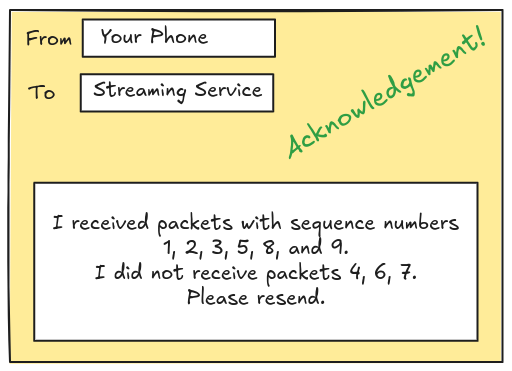 From Your Phone
To Streaming Service
Acknowledgement!
I received packets with sequence numbers
1, 2, 3, 5, 8, and 9.
I did not receive packets 4, 6, 7.
Please resend.